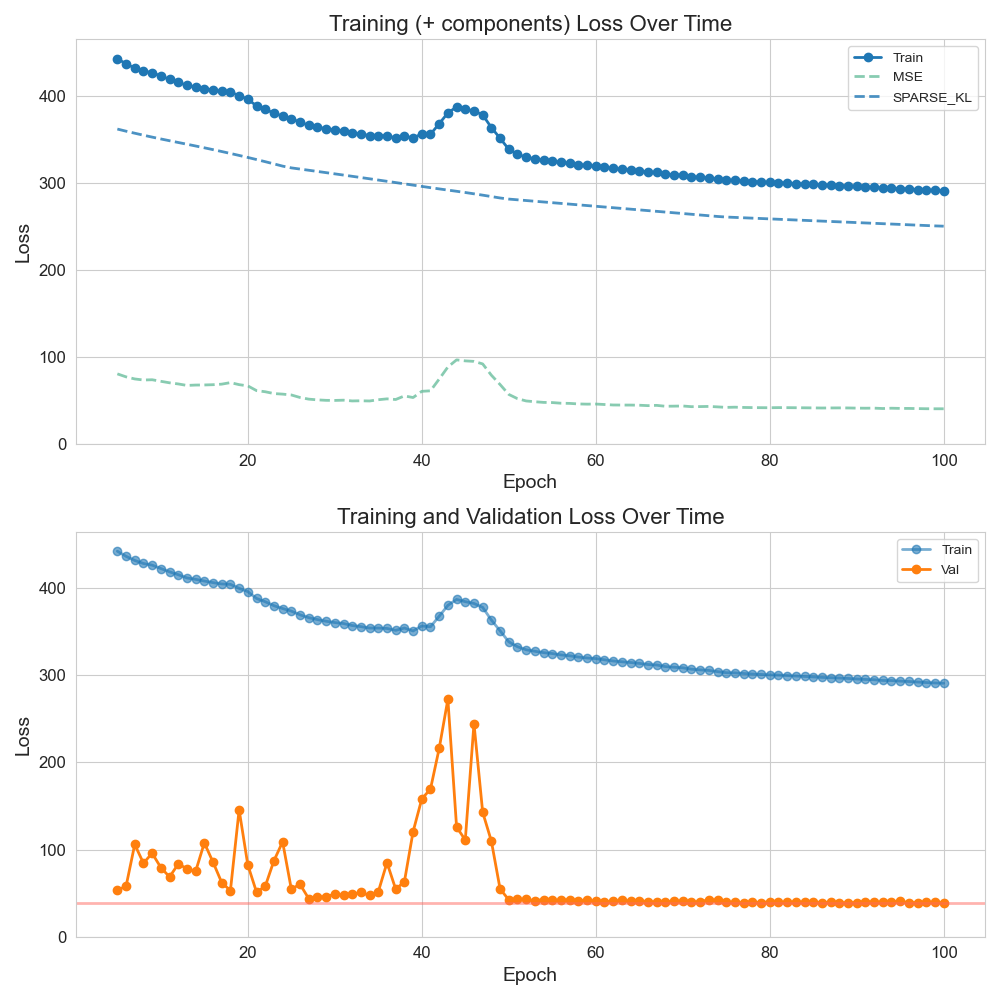 Training (+ components) Loss Over Time
Train
MSE
SPARSE_KL
400
300
200
100
0
Loss
20 40 60 80 100
Epoch
Training and Validation Loss Over Time
Train
Val
400
300
200
100
0
Loss
20 40 60 80 100
Epoch